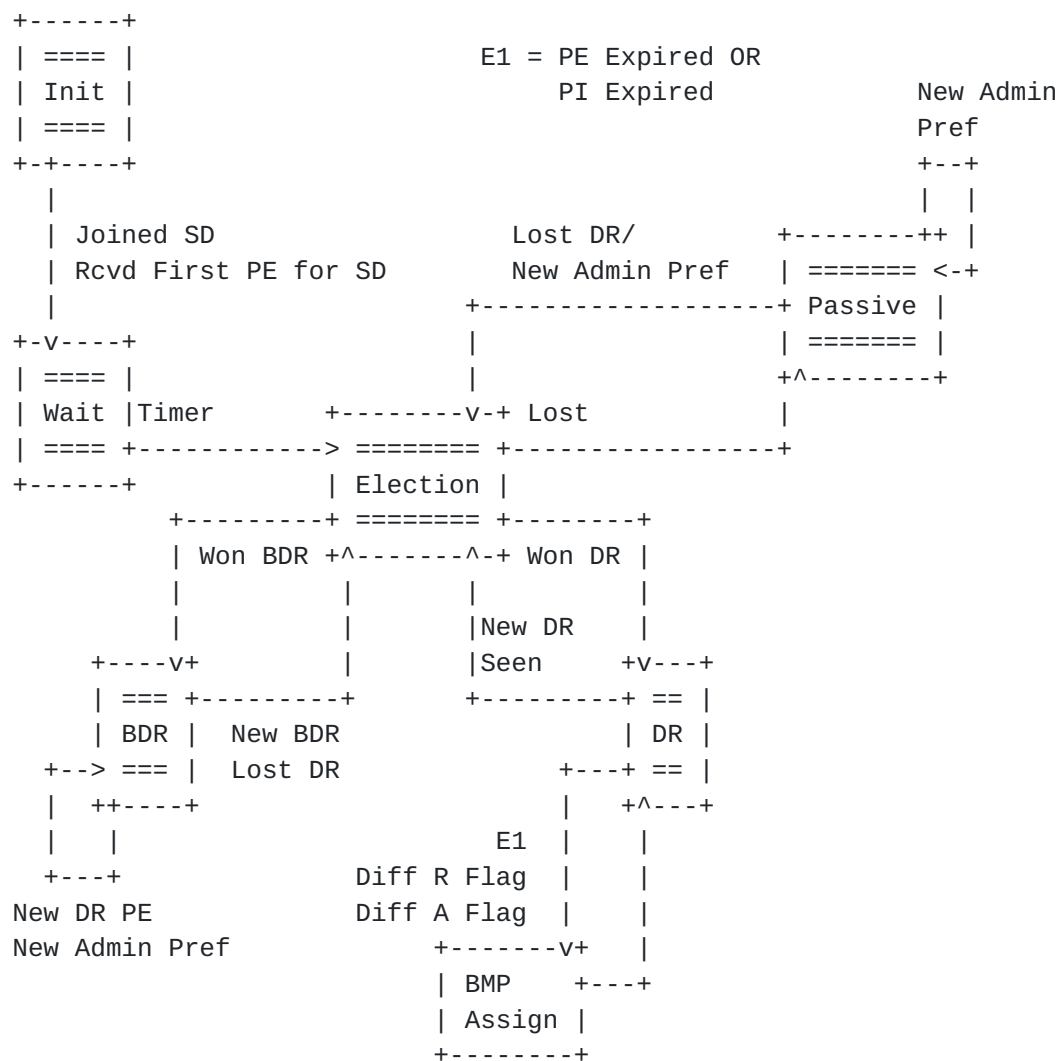 +------+
| ==== |                    E1 = PE Expired OR
| Init |                         PI Expired             New Admin
| ==== |                                                Pref
+-+----+                                                +--+
  |                                                     |  |
  | Joined SD                 Lost DR/          +--------++ |
  | Rcvd First PE for SD      New Admin Pref    | ======= <-+
  |                        +--------------------+ Passive |
+-v----+                   |                    | ======= |
| ==== |                   |                    +^--------+
| Wait |Timer      +--------v-+ Lost             |
| ==== +------------> ======== +-----------------+
+------+           | Election |
         +---------+ ======== +--------+
         | Won BDR +^-------^-+ Won DR |
         |          |       |          |
         |          |       |New DR    |
    +----v+         |       |Seen     +v---+
    | === +---------+       +---------+ == |
    | BDR |  New BDR                  | DR |
 +--> === |  Lost DR              +---+ == |
 |  ++----+                       |   +^---+
 |   |                        E1  |    |
 +---+                Diff R Flag |    |
New DR PE             Diff A Flag |    |
New Admin Pref            +-------v+   |
                          | BMP    +---+
                          | Assign |
                          +--------+